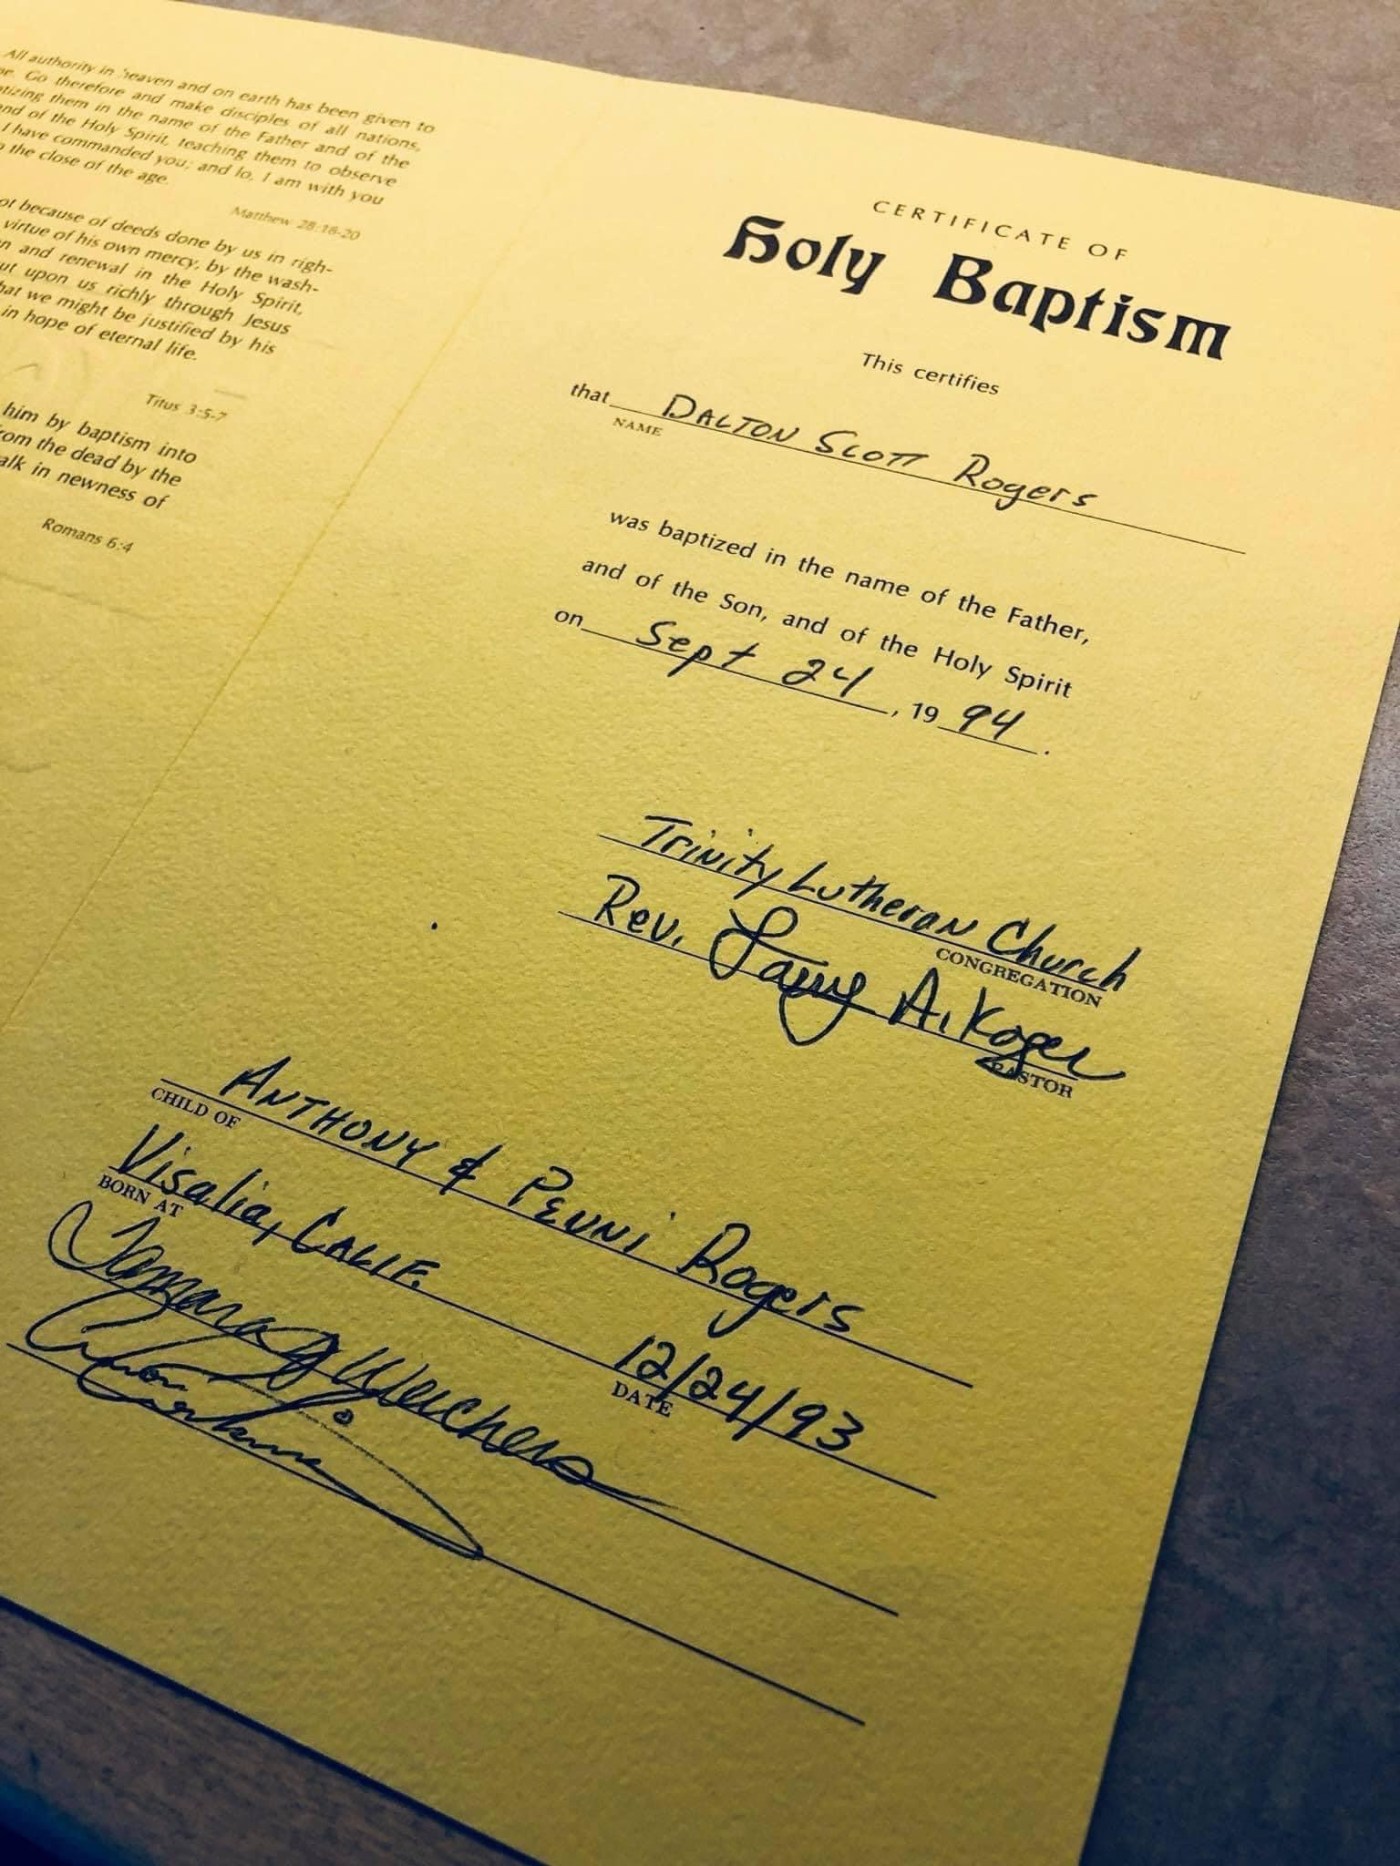 All authority in heaven and on earth has been given to
Go therefore and make disciples of all nations,
them in the name of the Father and of the
of the Holy Spirit, teaching them to observe
I have commanded you; and lo, I am with you
the close of the age.
Matthew 28:18-20
because of deeds done by us in righ-
virtue of his own mercy, by the wash-
and renewal in the Holy Spirit,
upon us richly through Jesus
we might be justified by his
in hope of eternal life.
Titus 3:5-7
him by baptism into
from the dead by the
walk in newness of
Romans 6:4
CERTIFICATE OF
Holy Baptism
This certifies
that DALTON SCOTT ROGERS
NAME
was baptized in the name of the Father,
and of the Son, and of the Holy Spirit
on Sept 24, 1994.
Trinity Lutheran Church
CONGREGATION
Rev. Larry A. Koger
PASTOR
ANTHONY & PENNI ROGERS
CHILD OF
Visalia, CALIF. 12/24/93
BORN AT DATE
Tamara Weichers